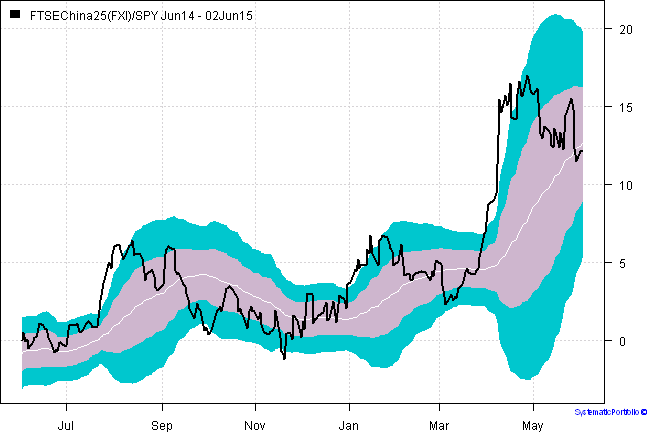 FTSEChina25(FXI)/SPY Jun14 - 02Jun15
20
15
10
5
0
Jul Sep Nov Jan Mar May
SystematicPortfolio ©